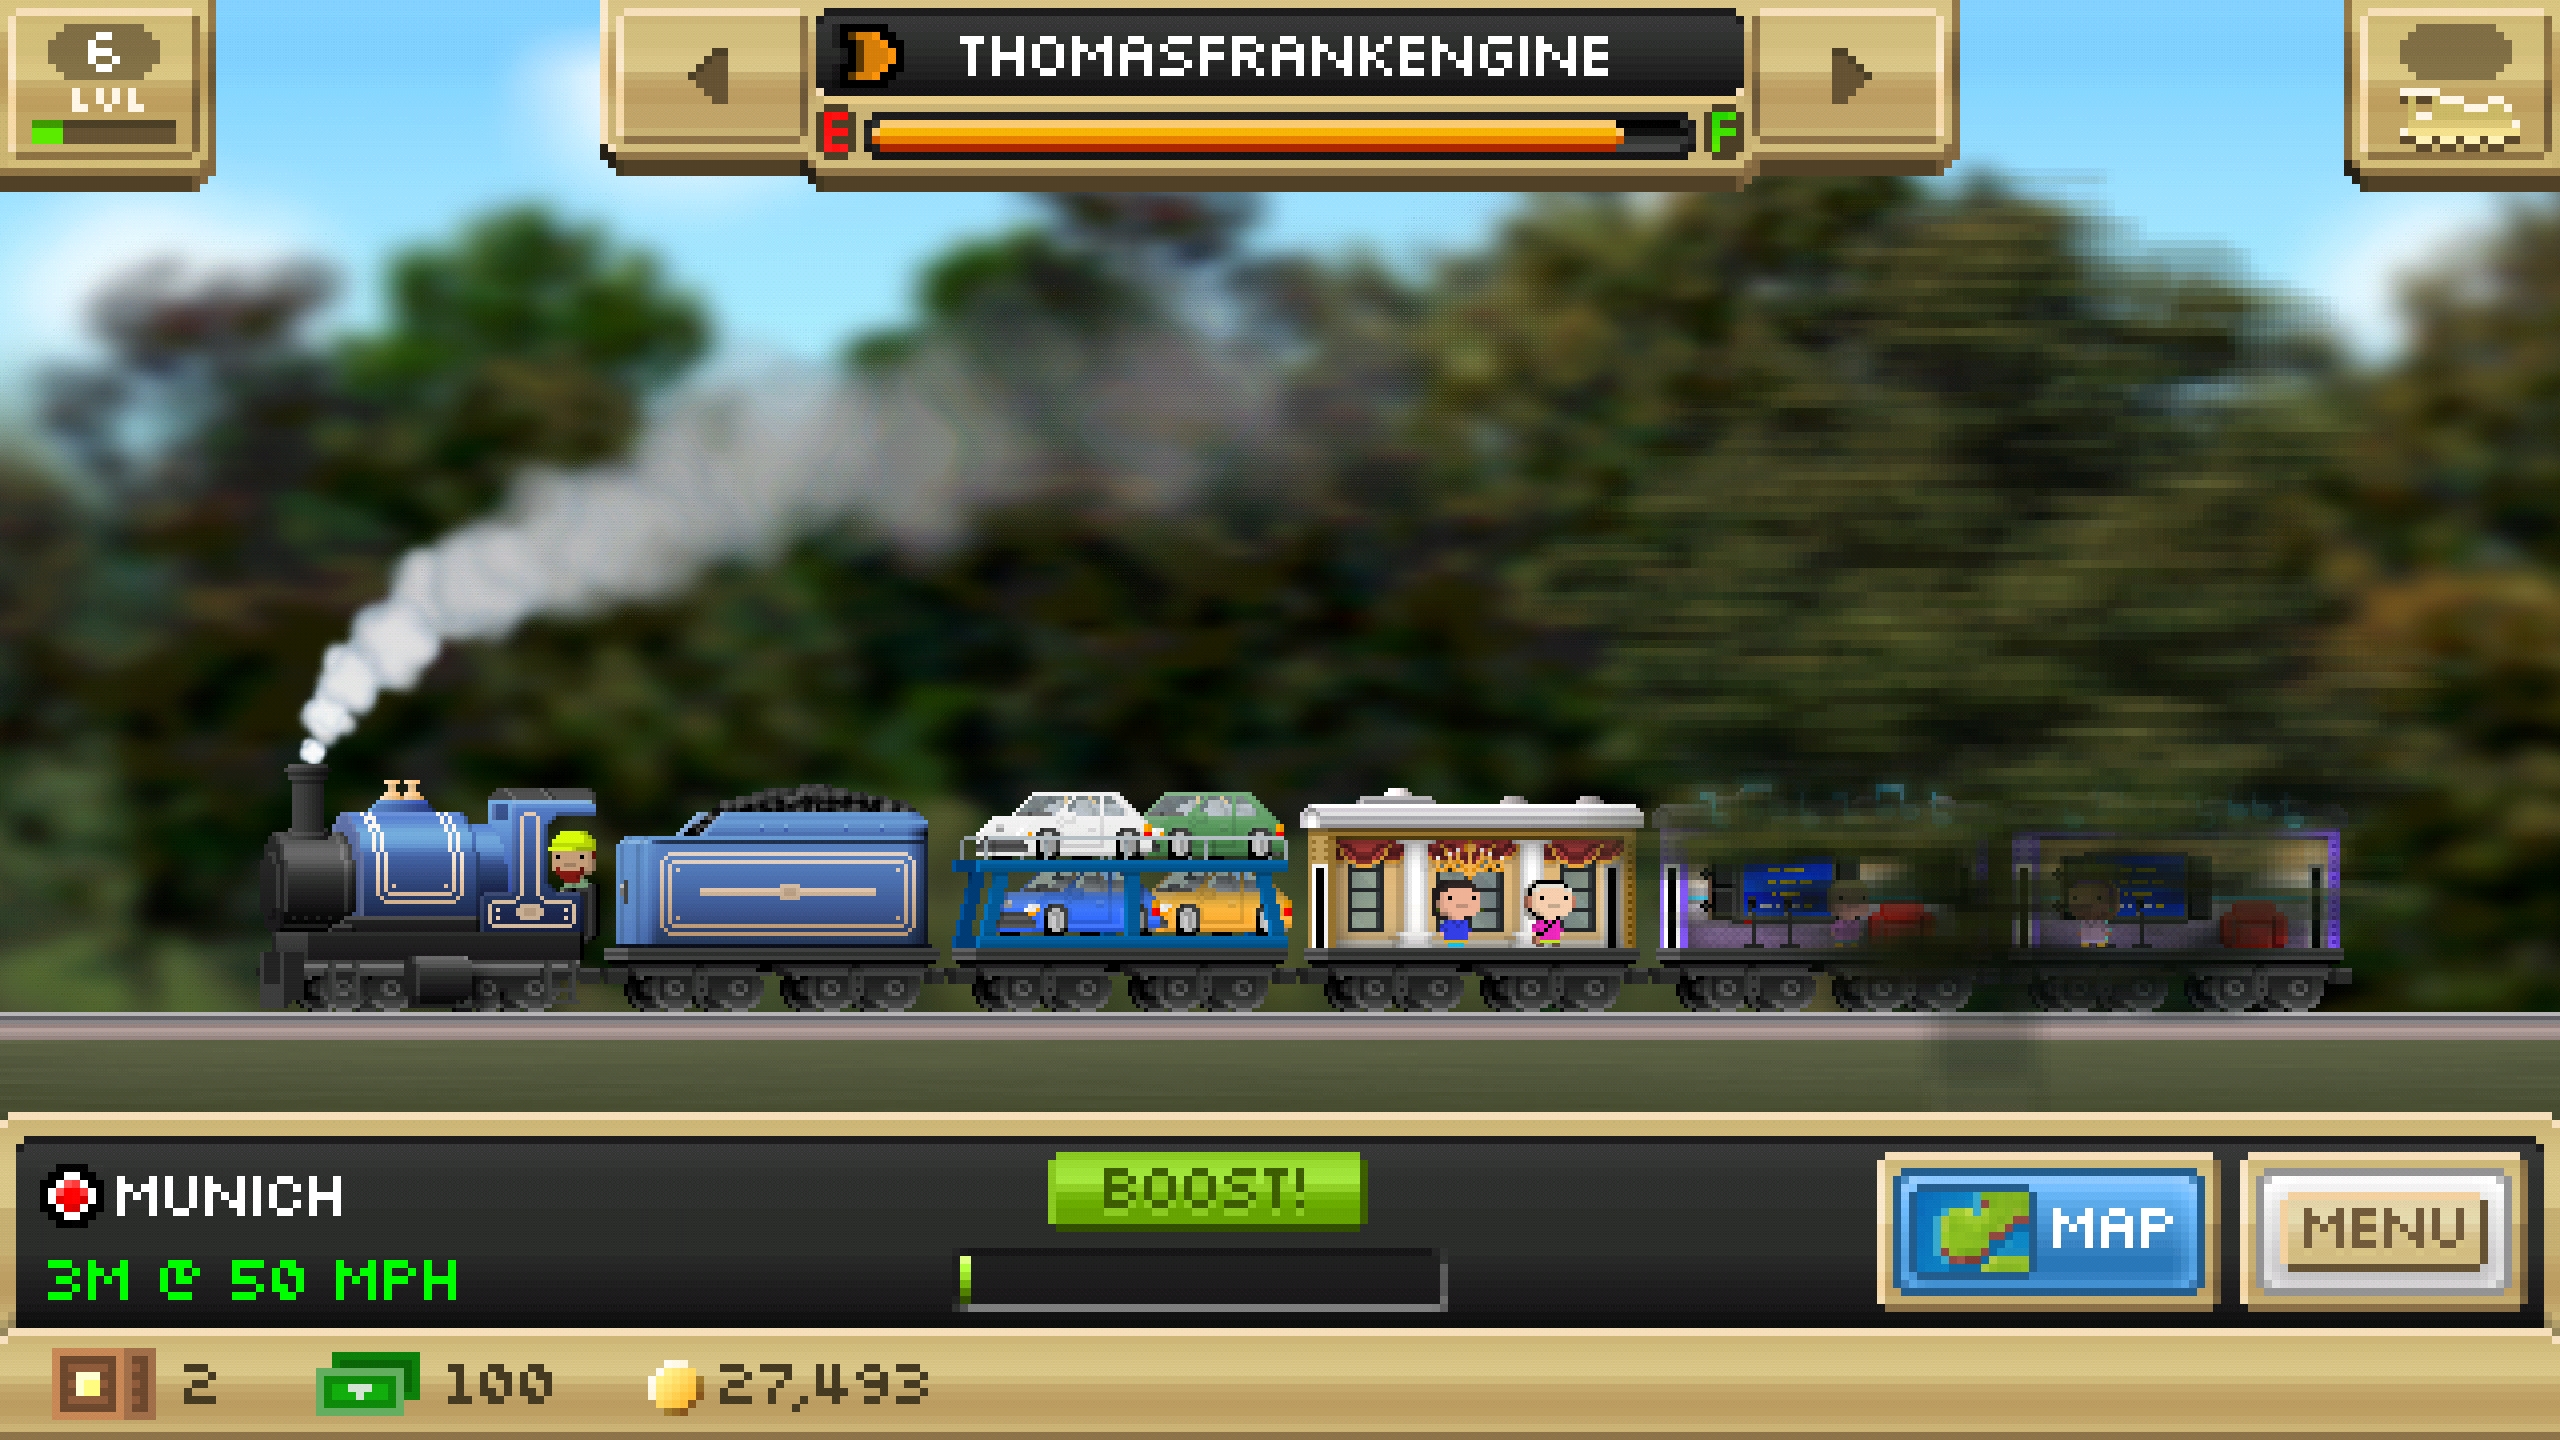 6
LVL
THOMASFRANKENGINE
E F
MUNICH
3M @ 50 MPH
BOOST!
MAP
MENU
2 100 27,493